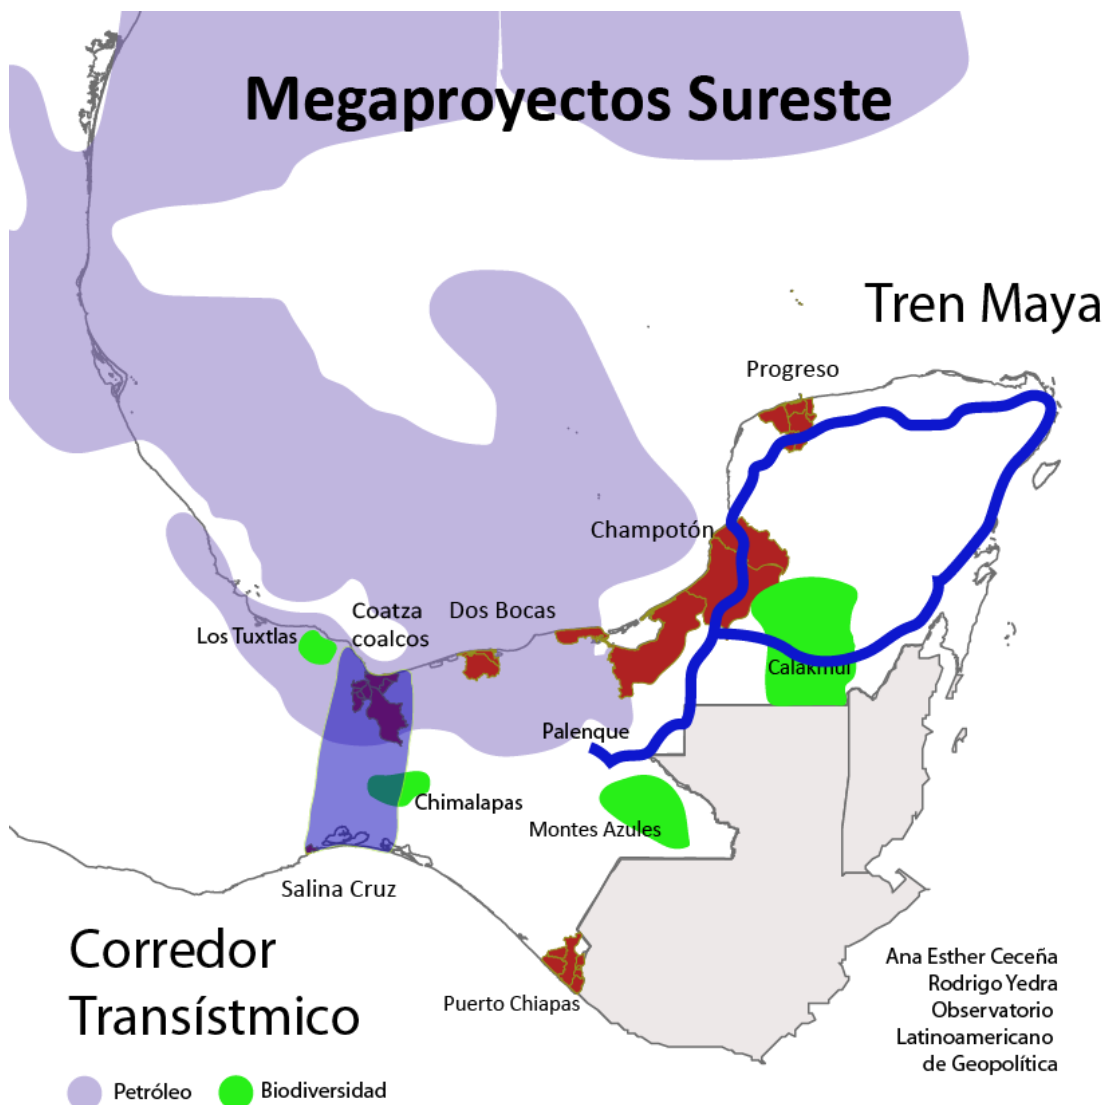 Megaproyectos Sureste
Tren Maya
Progreso
Champotón
Coatza
coalcos
Dos Bocas
Los Tuxtlas
Calakmul
Palenque
Chimalapas
Montes Azules
Salina Cruz
Corredor
Transístmico
Puerto Chiapas
Ana Esther Ceceña
Rodrigo Yedra
Observatorio
Latinoamericano
de Geopolítica
Petróleo
Biodiversidad